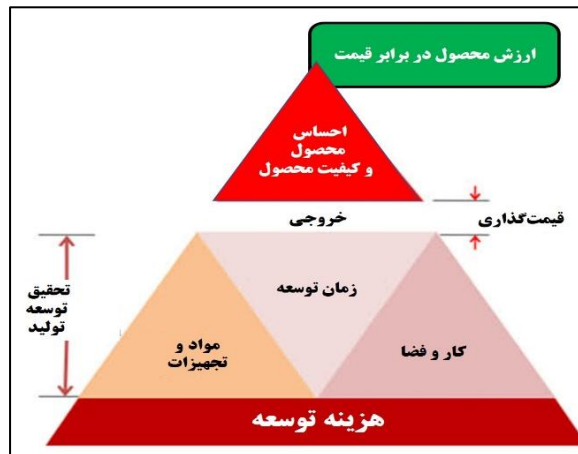 ارزش محصول در برابر قیمت
احساس
محصول
و کیفیت محصول
خروجی
قیمت‌گذاری
زمان توسعه
تحقیق
توسعه
تولید
مواد و
تجهیزات
کار و فضا
هزینه توسعه